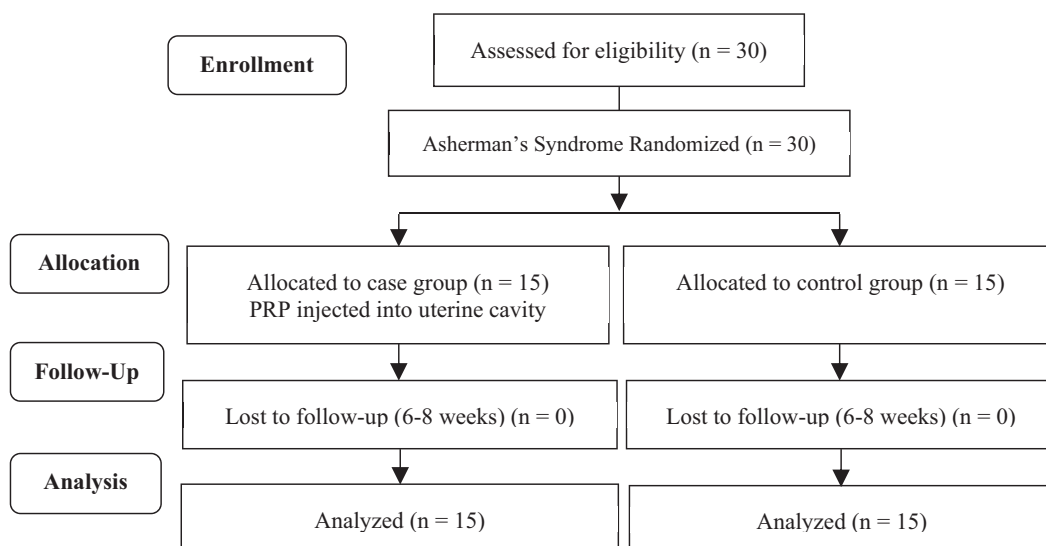 Enrollment
Assessed for eligibility (n = 30)
Asherman's Syndrome Randomized (n = 30)
Allocation
Allocated to case group (n = 15)
PRP injected into uterine cavity
Allocated to control group (n = 15)
Follow-Up
Lost to follow-up (6-8 weeks) (n = 0)
Lost to follow-up (6-8 weeks) (n = 0)
Analysis
Analyzed (n = 15)
Analyzed (n = 15)